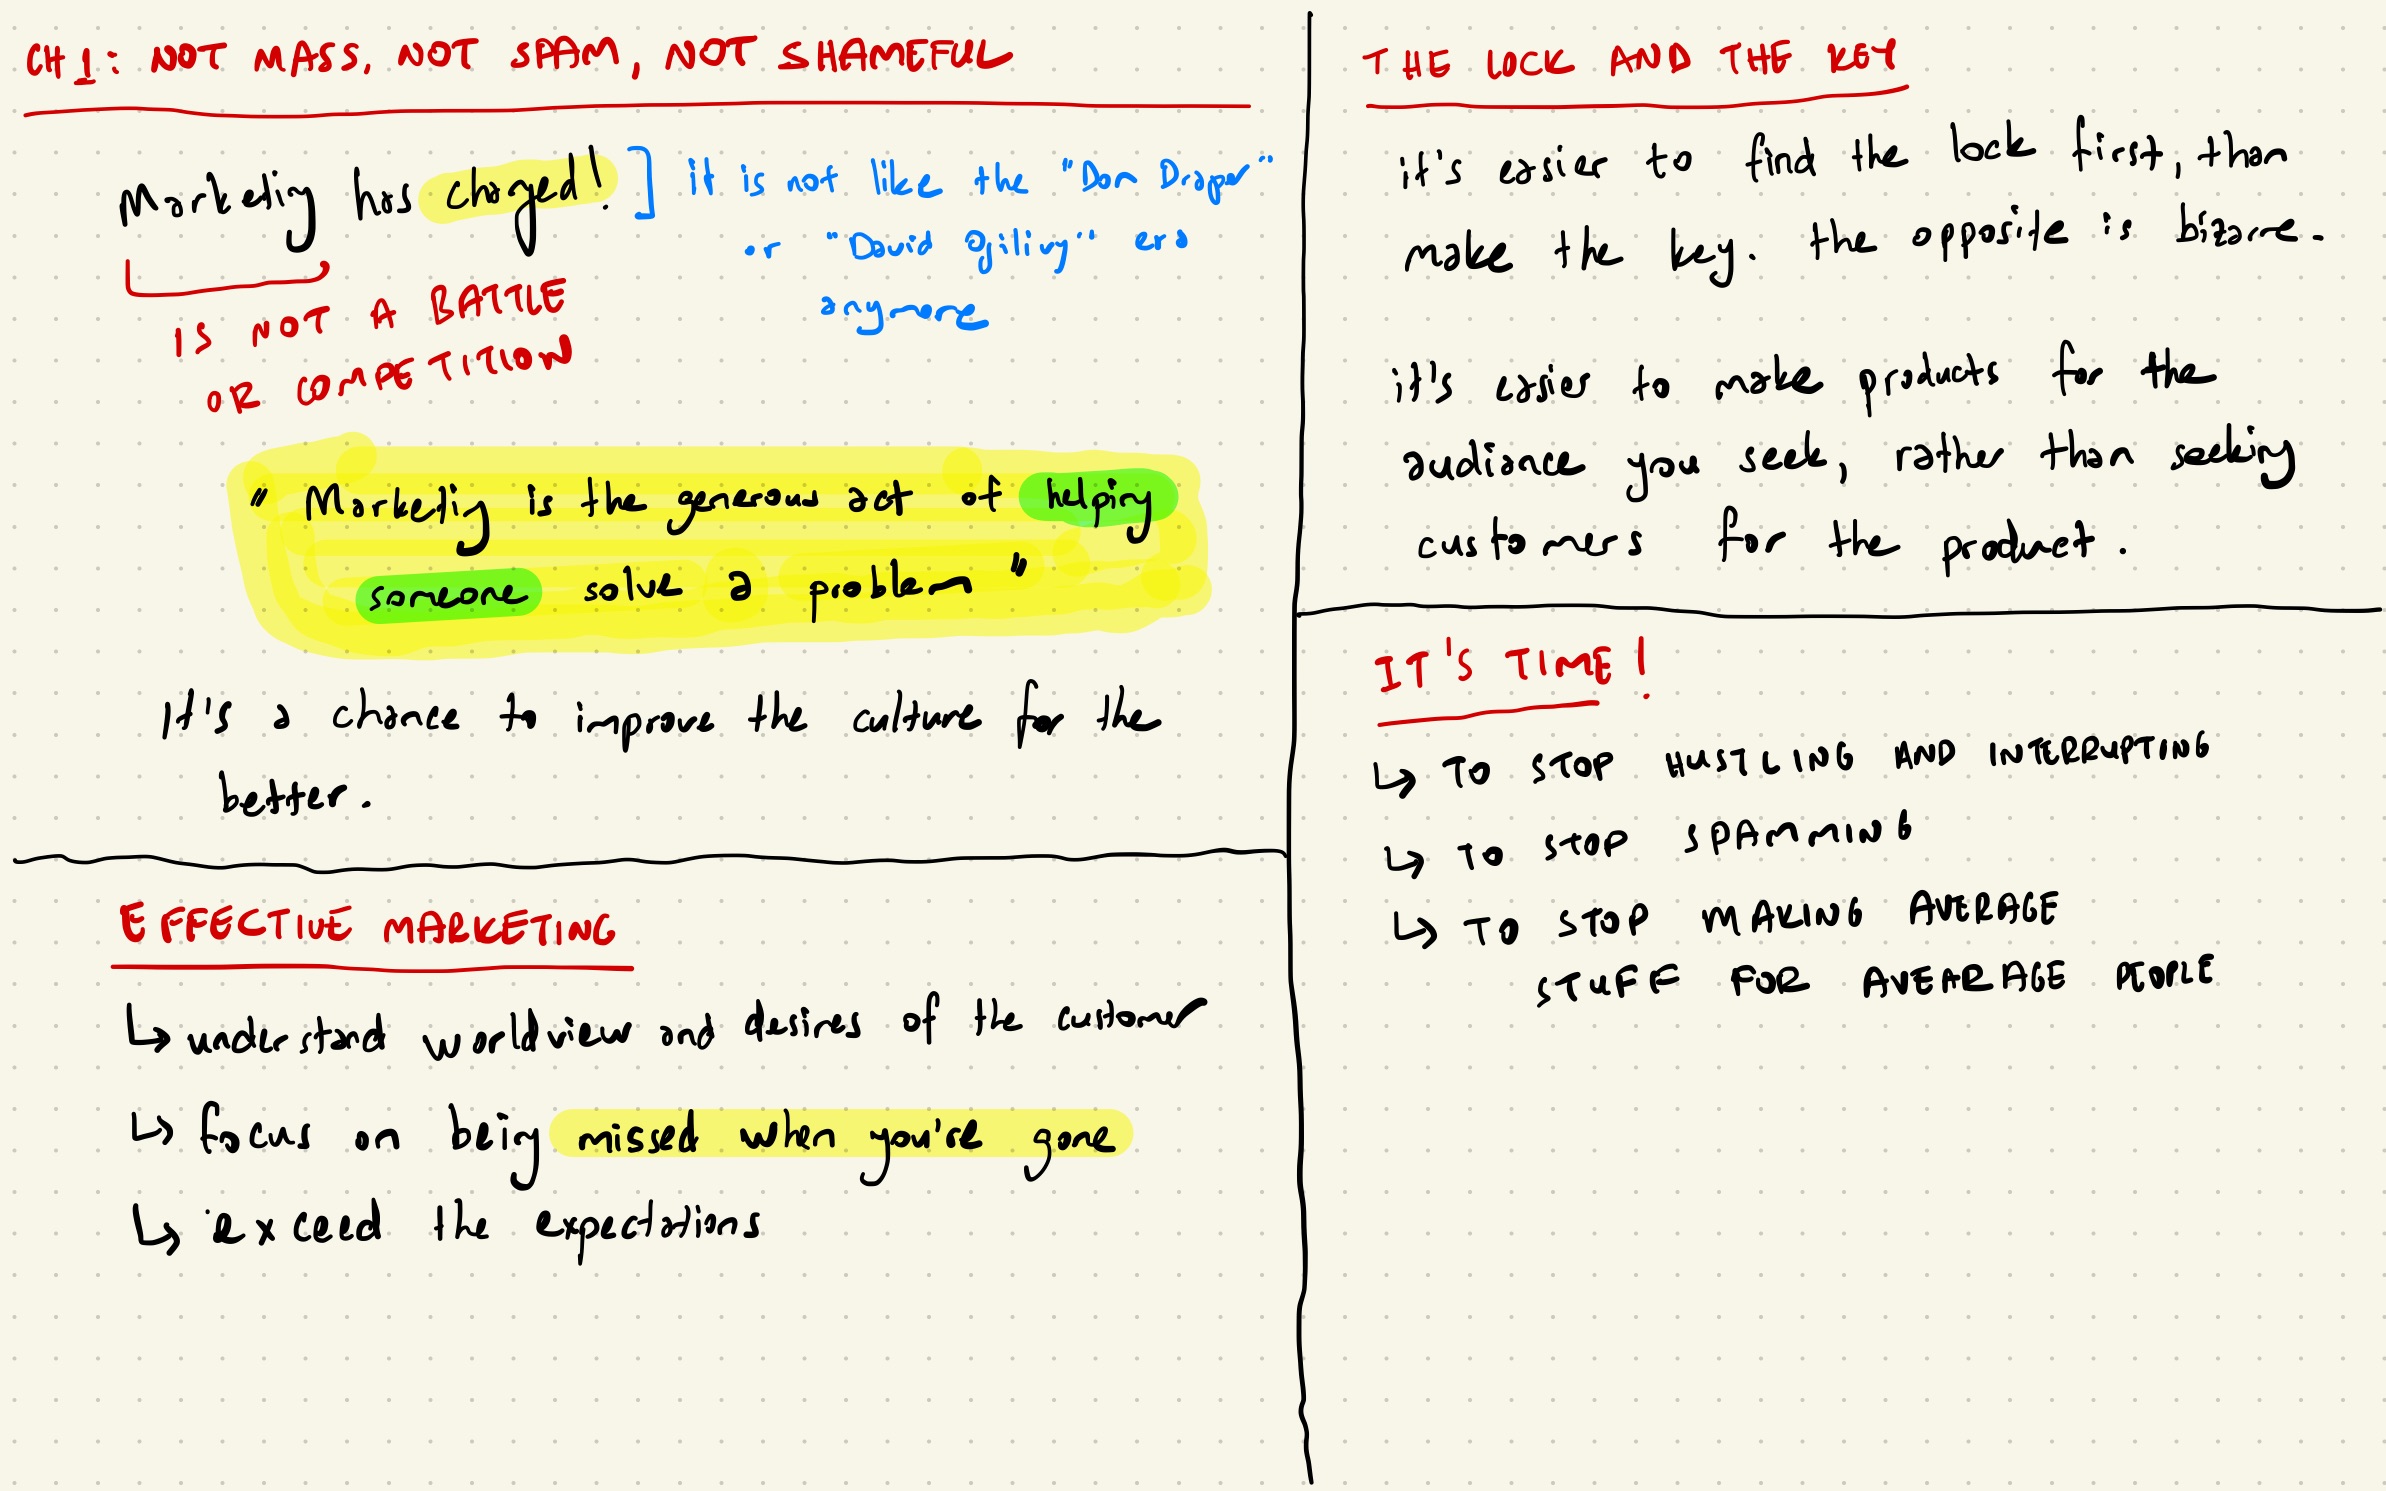 CH 1: NOT MASS, NOT SPAM, NOT SHAMEFUL
Marketing has changed!
it is not like the "Don Draper"
or "David Ogilivy" era
anymore
IS NOT A BATTLE
OR COMPETITION
" Marketing is the generous act of helping
someone solve a problem "
It's a chance to improve the culture for the
better.
EFFECTIVE MARKETING
↳ understand worldview and desires of the customer
↳ focus on being missed when you're gone
↳ exceed the expectations
THE LOCK AND THE KEY
it's easier to find the lock first, than
make the key. the opposite is bizarre.
it's easier to make products for the
audiance you seek, rather than seeking
customers for the product.
IT'S TIME!
↳ TO STOP HUSTLING AND INTERRUPTING
↳ TO STOP SPAMMING
↳ TO STOP MAKING AVERAGE
STUFF FOR AVEARAGE PEOPLE